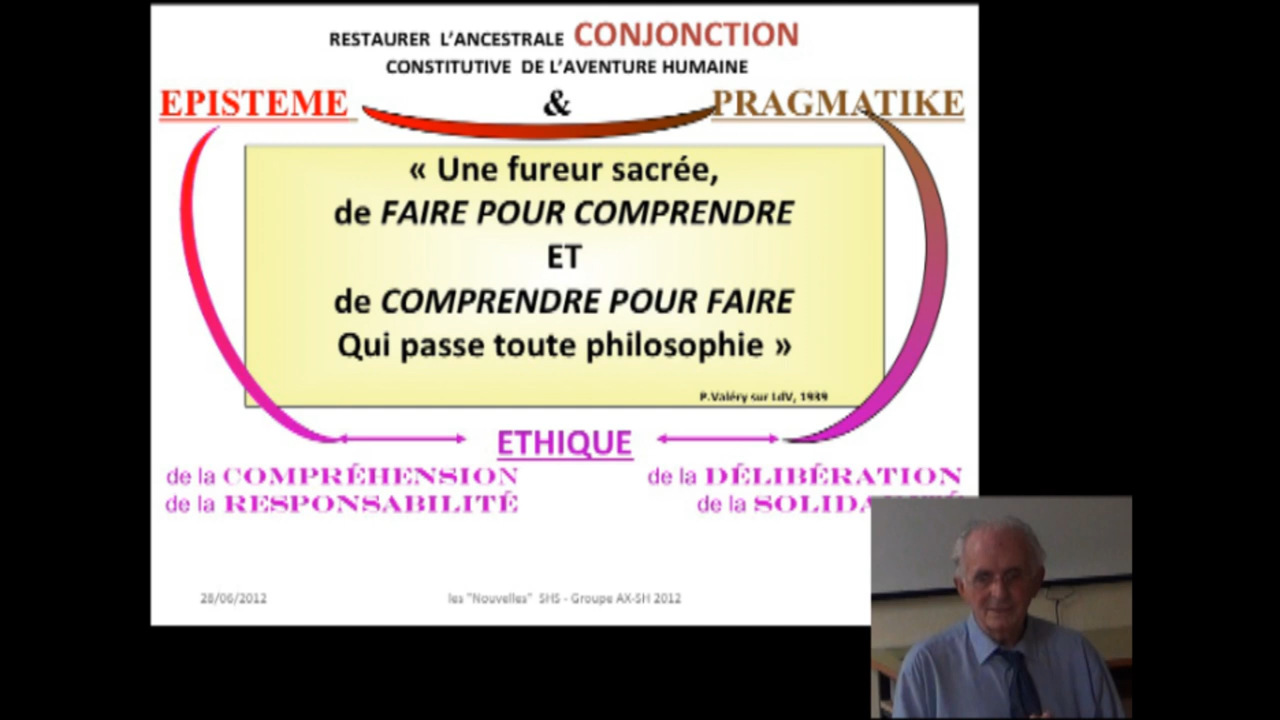 RESTAURER L'ANCESTRALE CONJONCTION
CONSTITUTIVE DE L'AVENTURE HUMAINE
EPISTEME & PRAGMATIKE
« Une fureur sacrée,
de FAIRE POUR COMPRENDRE
ET
de COMPRENDRE POUR FAIRE
Qui passe toute philosophie »
P.Valéry sur LdV, 1939
ETHIQUE
de la COMPRÉHENSION
de la RESPONSABILITÉ
de la DÉLIBÉRATION
de la
28/06/2012
les "Nouvelles" SHS - Groupe AX-SH 2012